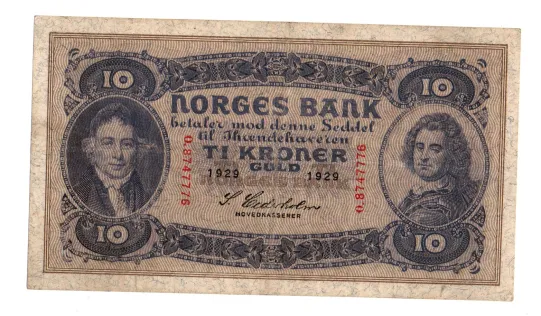 10 10
NORGES BANK
betaler mod denne Seddel
til Ihændehaveren
TI KRONER
GULD
1929 1929
0.8747776 0.8747776
HOVEDKASSERER
10 10